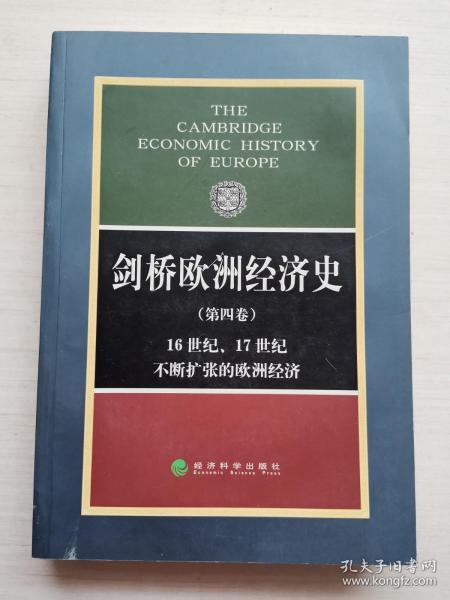 THE
CAMBRIDGE
ECONOMIC HISTORY
OF EUROPE
剑桥欧洲经济史
（第四卷）
16世纪、17世纪
不断扩张的欧洲经济
经济科学出版社
Economic Science Press
孔夫子旧书网
www.kongfz.com